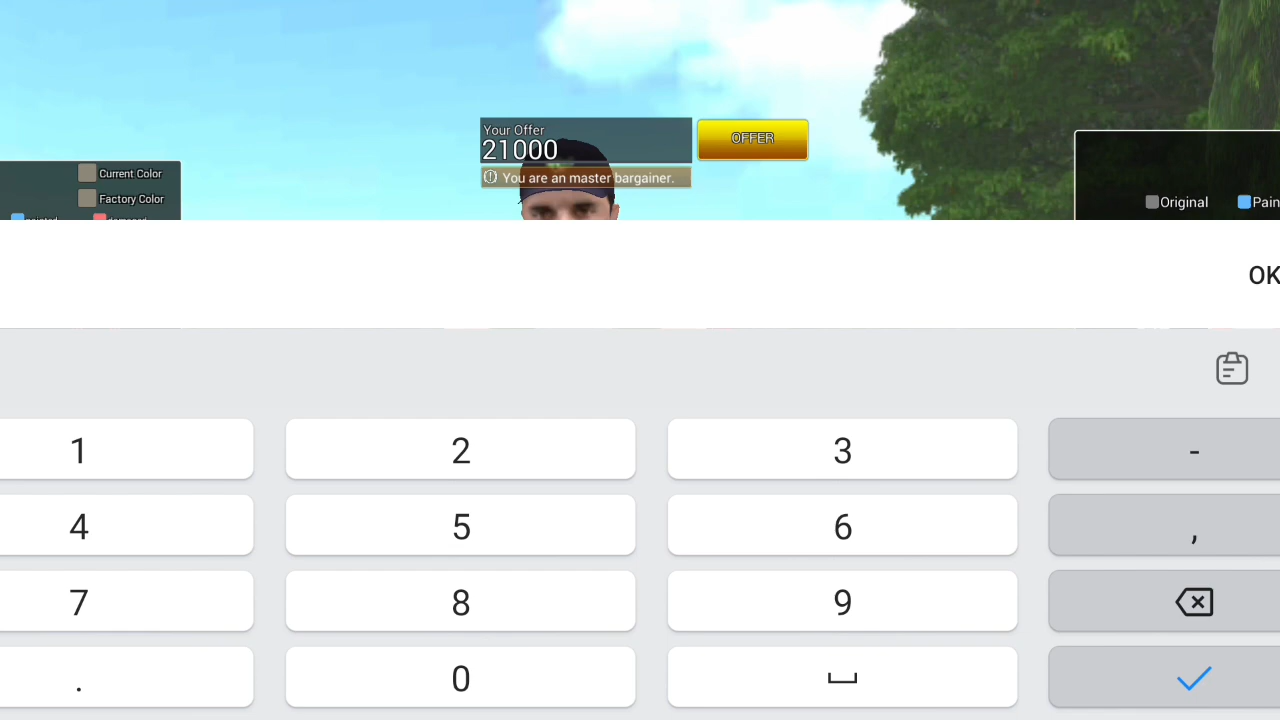 Your Offer
21000
OFFER
You are an master bargainer.
Current Color
Factory Color
Original
Pain
OK
1 2 3 -
4 5 6 ,
7 8 9
. 0